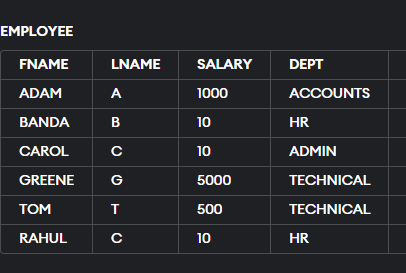 EMPLOYEE
FNAME LNAME SALARY DEPT
ADAM A 1000 ACCOUNTS
BANDA B 10 HR
CAROL C 10 ADMIN
GREENE G 5000 TECHNICAL
TOM T 500 TECHNICAL
RAHUL C 10 HR